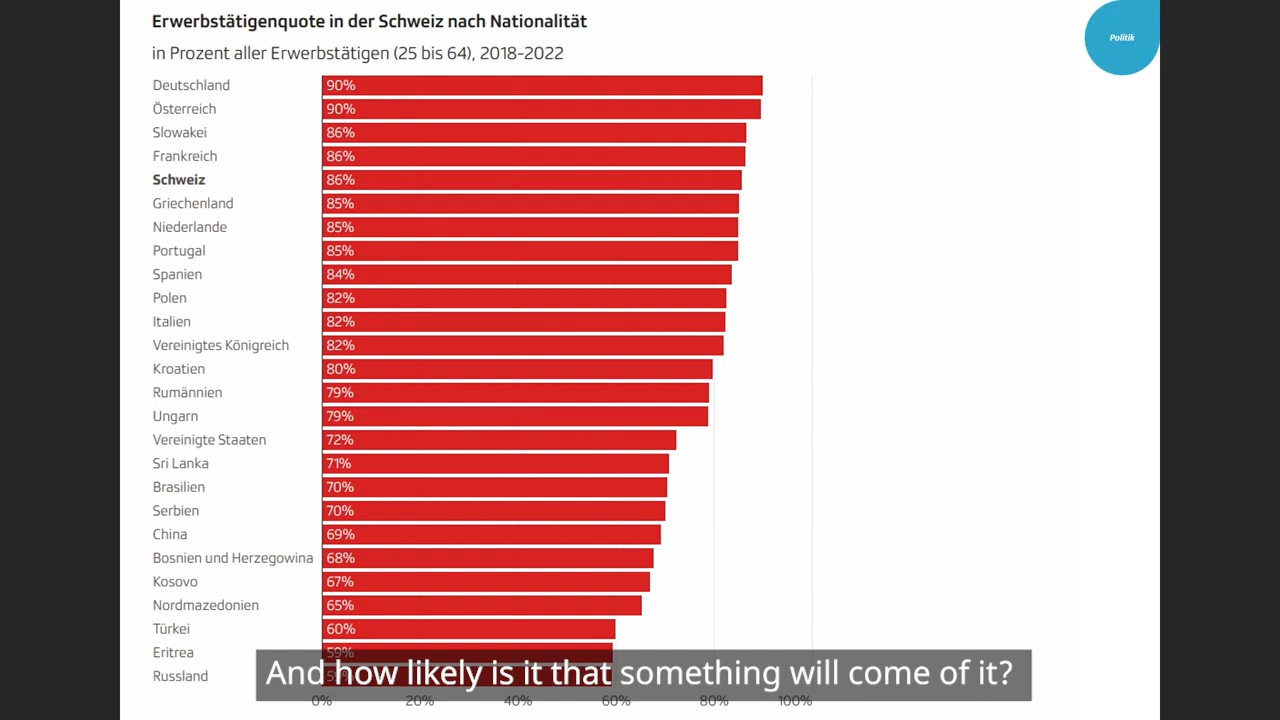 Erwerbstätigenquote in der Schweiz nach Nationalität
in Prozent aller Erwerbstätigen (25 bis 64), 2018-2022
Politik
Deutschland 90%
Österreich 90%
Slowakei 86%
Frankreich 86%
Schweiz 86%
Griechenland 85%
Niederlande 85%
Portugal 85%
Spanien 84%
Polen 82%
Italien 82%
Vereinigtes Königreich 82%
Kroatien 80%
Rumännien 79%
Ungarn 79%
Vereinigte Staaten 72%
Sri Lanka 71%
Brasilien 70%
Serbien 70%
China 69%
Bosnien und Herzegowina 68%
Kosovo 67%
Nordmazedonien 65%
Türkei 60%
Eritrea 59%
Russland
And how likely is it that something will come of it?
0% 20% 40% 60% 80% 100%